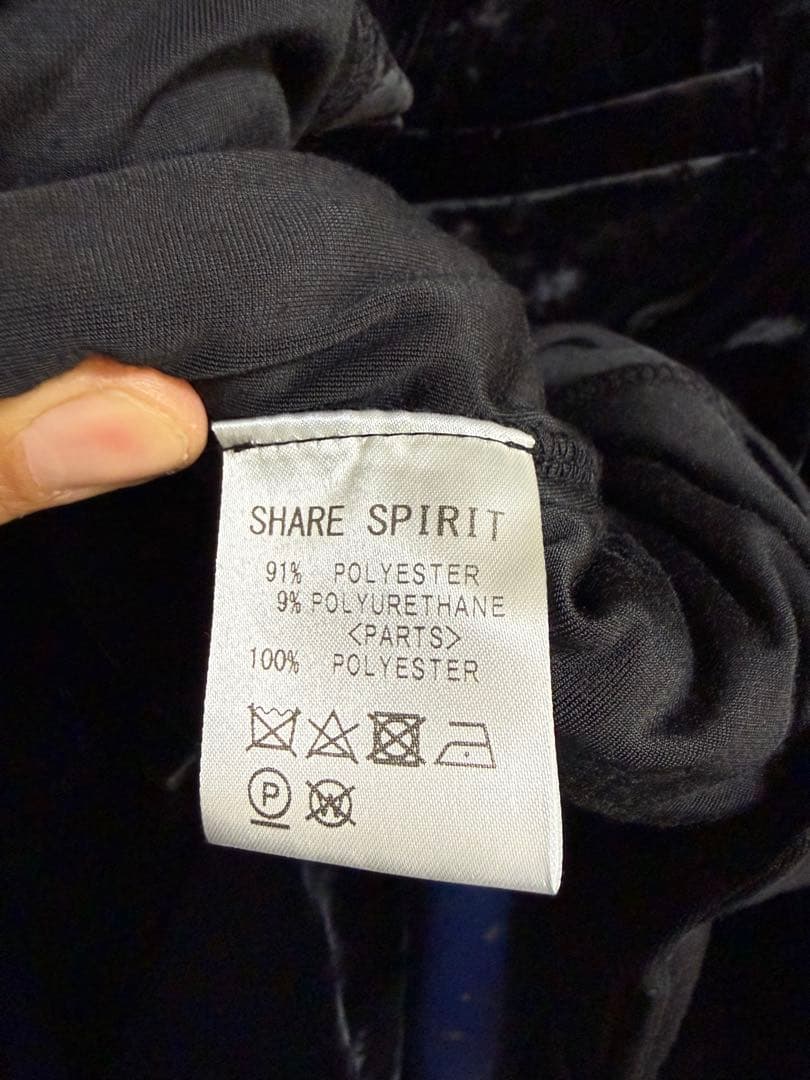 SHARE SPIRIT
91% POLYESTER
9% POLYURETHANE
<PARTS>
100% POLYESTER
P W